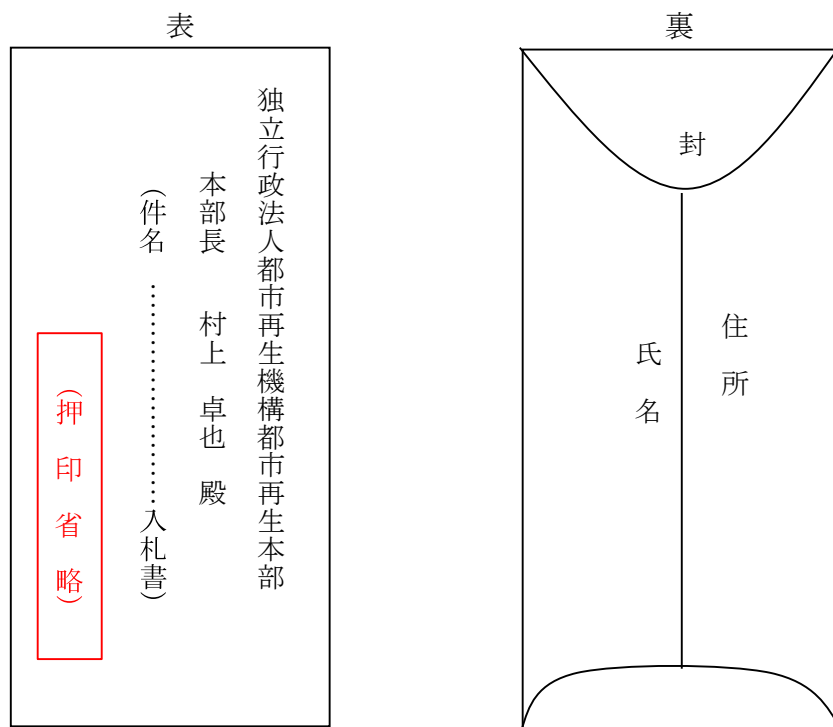 表
独立行政法人都市再生機構都市再生本部
本部長　村上　卓也　殿
(件名 ……………………入札書)
(押印省略)
裏
封
住所
氏名